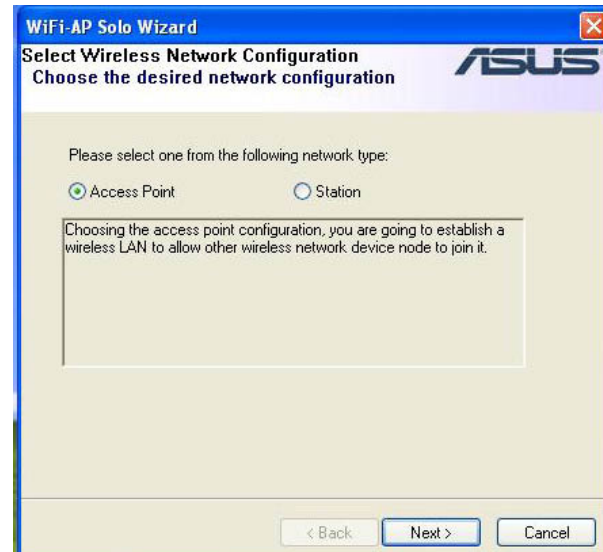 WiFi-AP Solo Wizard
Select Wireless Network Configuration
Choose the desired network configuration
ASUS
Please select one from the following network type:
Access Point
Station
Choosing the access point configuration, you are going to establish a
wireless LAN to allow other wireless network device node to join it.
< Back
Next >
Cancel